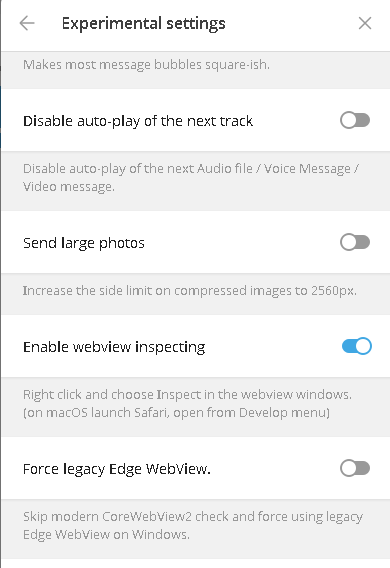 Experimental settings
Makes most message bubbles square-ish.
Disable auto-play of the next track
Disable auto-play of the next Audio file / Voice Message /
Video message.
Send large photos
Increase the side limit on compressed images to 2560px.
Enable webview inspecting
Right click and choose Inspect in the webview windows.
(on macOS launch Safari, open from Develop menu)
Force legacy Edge WebView.
Skip modern CoreWebView2 check and force using legacy
Edge WebView on Windows.